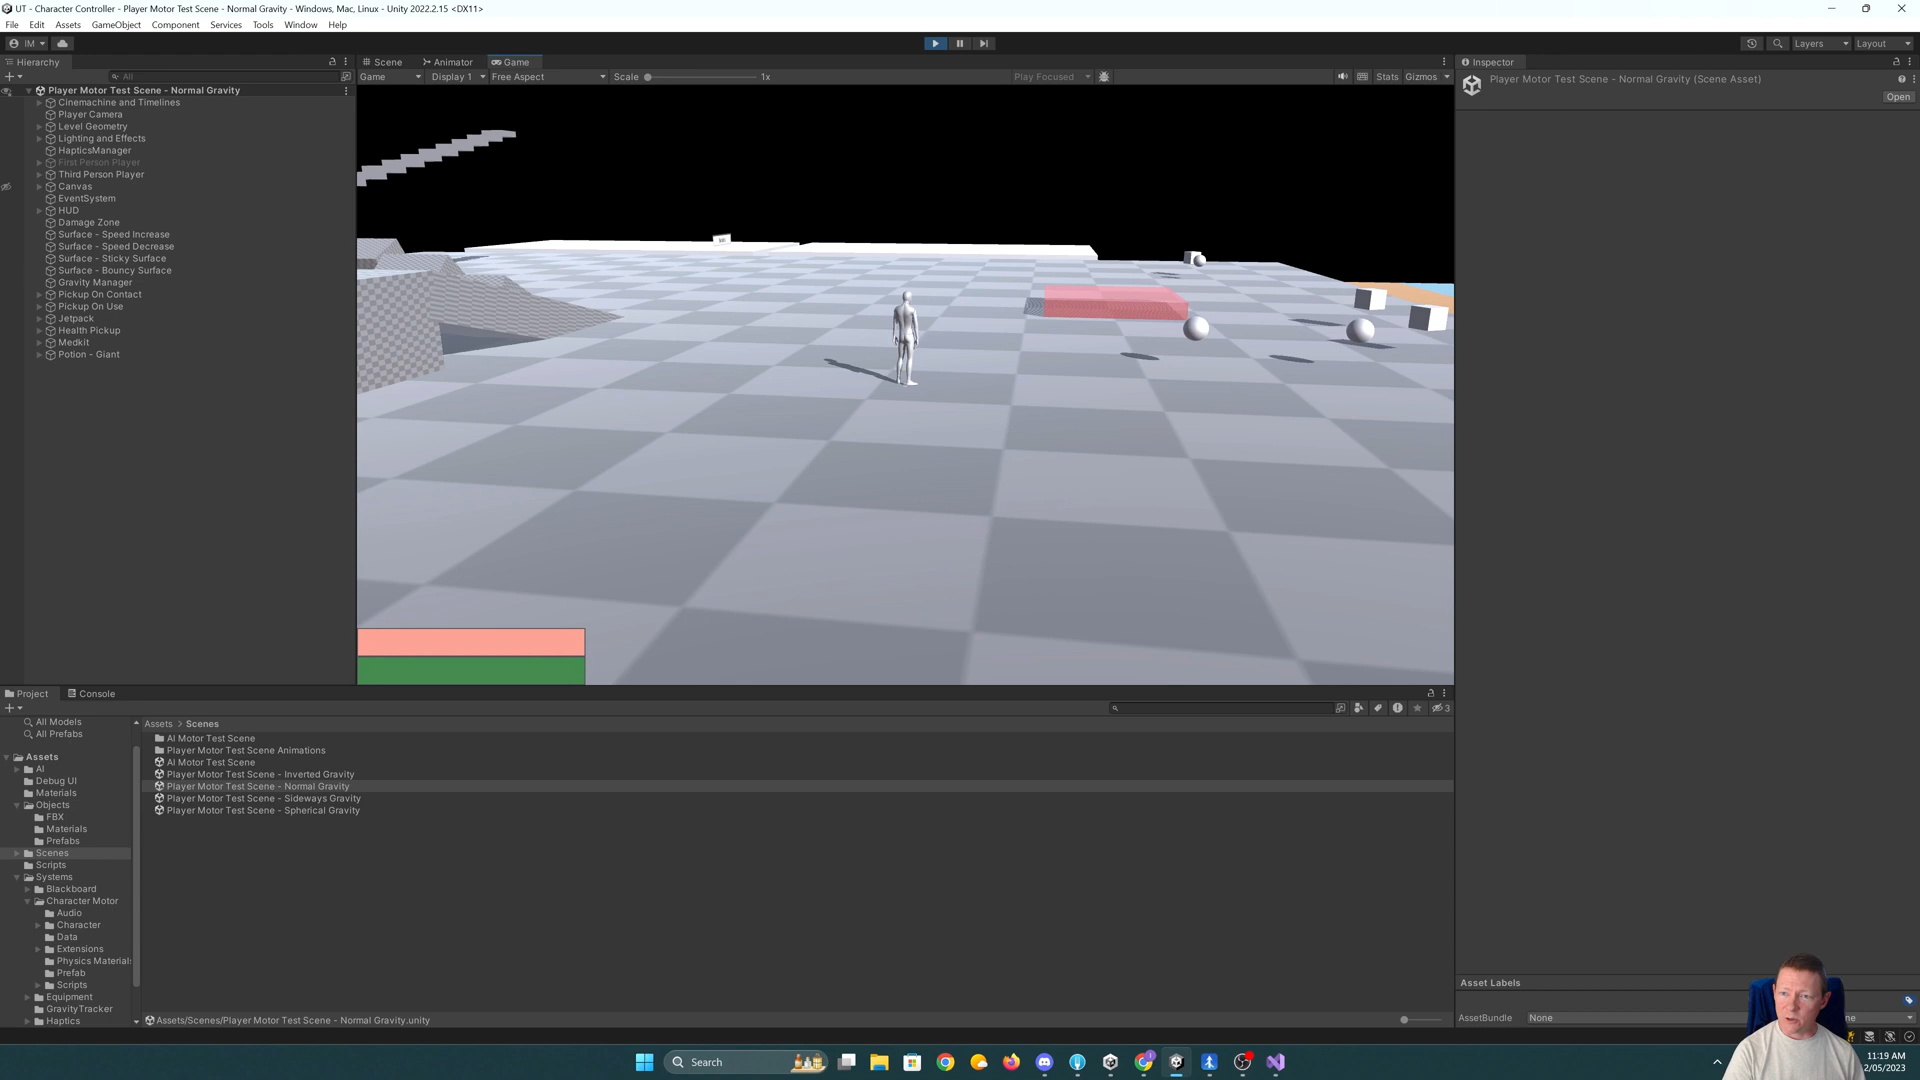 UT - Character Controller - Player Motor Test Scene - Normal Gravity - Windows, Mac, Linux - Unity 2022.2.15 <DX11>
File Edit Assets GameObject Component Services Tools Window Help
IM Layers Layout
Hierarchy Scene Animator Game Inspector
All Game Display 1 Free Aspect Scale 1x Play Focused Stats Gizmos
Player Motor Test Scene - Normal Gravity (Scene Asset)
Open
Player Motor Test Scene - Normal Gravity
Cinemachine and Timelines
Player Camera
Level Geometry
Lighting and Effects
HapticsManager
First Person Player
Third Person Player
Canvas
EventSystem
HUD
Damage Zone
Surface - Speed Increase
Surface - Speed Decrease
Surface - Sticky Surface
Surface - Bouncy Surface
Gravity Manager
Pickup On Contact
Pickup On Use
Jetpack
Health Pickup
Medkit
Potion - Giant
Project Console
3
All Models
All Prefabs
Assets
AI
Debug UI
Materials
Objects
FBX
Materials
Prefabs
Scenes
Scripts
Systems
Blackboard
Character Motor
Audio
Character
Data
Extensions
Physics Materials
Prefab
Scripts
Equipment
GravityTracker
Haptics
Assets > Scenes
AI Motor Test Scene
Player Motor Test Scene Animations
AI Motor Test Scene
Player Motor Test Scene - Inverted Gravity
Player Motor Test Scene - Normal Gravity
Player Motor Test Scene - Sideways Gravity
Player Motor Test Scene - Spherical Gravity
Assets/Scenes/Player Motor Test Scene - Normal Gravity.unity
Asset Labels
AssetBundle None
Search
11:19 AM
2/05/2023